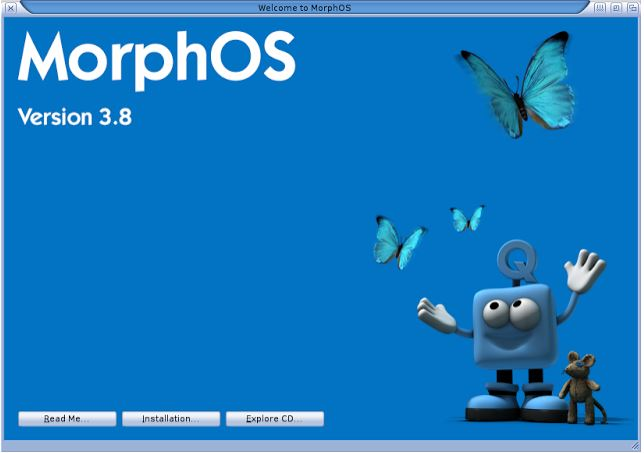 Welcome to MorphOS
MorphOS
Version 3.8
Q
Read Me...
Installation...
Explore CD...